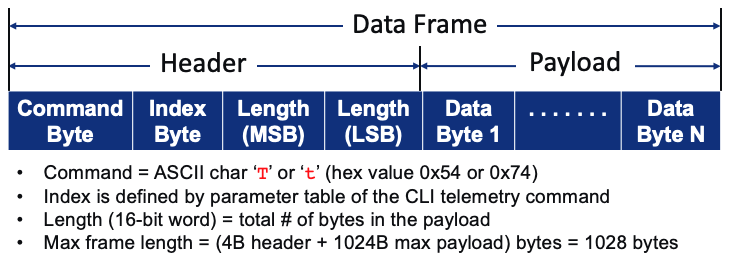 Data Frame
Header Payload
Command Byte Index Byte Length (MSB) Length (LSB) Data Byte 1 ....... Data Byte N
• Command = ASCII char ‘T’ or ‘t’ (hex value 0x54 or 0x74)
• Index is defined by parameter table of the CLI telemetry command
• Length (16-bit word) = total # of bytes in the payload
• Max frame length = (4B header + 1024B max payload) bytes = 1028 bytes